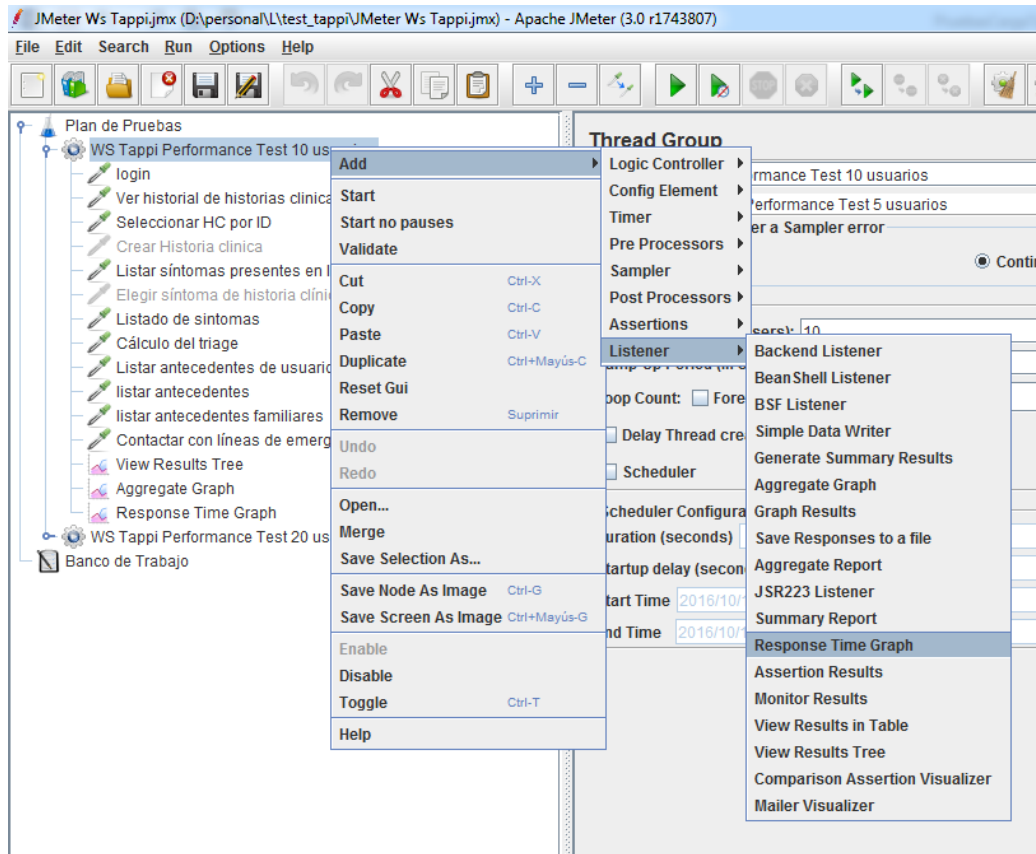 JMeter Ws Tappi.jmx (D:\personal\L\test_tappi\JMeter Ws Tappi.jmx) - Apache JMeter (3.0 r1743807)
File Edit Search Run Options Help
STOP
Plan de Pruebas
WS Tappi Performance Test 10 us
login
Ver historial de historias clinica
Seleccionar HC por ID
Crear Historia clinica
Listar síntomas presentes en l
Elegir síntoma de historia clíni
Listado de sintomas
Cálculo del triage
Listar antecedentes de usuari
listar antecedentes
listar antecedentes familiares
Contactar con líneas de emerg
View Results Tree
Aggregate Graph
Response Time Graph
WS Tappi Performance Test 20 us
Banco de Trabajo
Add
Start
Start no pauses
Validate
Cut Ctrl-X
Copy Ctrl-C
Paste Ctrl-V
Duplicate Ctrl+Mayús-C
Reset Gui
Remove Suprimir
Undo
Redo
Open...
Merge
Save Selection As...
Save Node As Image Ctrl-G
Save Screen As Image Ctrl+Mayús-G
Enable
Disable
Toggle Ctrl-T
Help
Logic Controller
Config Element
Timer
Pre Processors
Sampler
Post Processors
Assertions
Listener
Backend Listener
BeanShell Listener
BSF Listener
Simple Data Writer
Generate Summary Results
Aggregate Graph
Graph Results
Save Responses to a file
Aggregate Report
JSR223 Listener
Summary Report
Response Time Graph
Assertion Results
Monitor Results
View Results in Table
View Results Tree
Comparison Assertion Visualizer
Mailer Visualizer
Thread Group
rmance Test 10 usuarios
erformance Test 5 usuarios
er a Sampler error
Conti
sers): 10
oop Count: Fore
Delay Thread cre
Scheduler
Scheduler Configura
uration (seconds)
tartup delay (secon
tart Time 2016/10/1
nd Time 2016/10/1